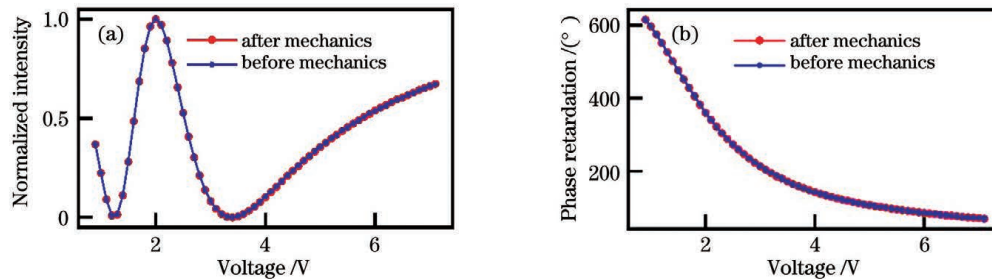 (a)
after mechanics
before mechanics
Normalized intensity
1.0
0.5
0
2
4
6
Voltage /V
(b)
after mechanics
before mechanics
Phase retardation /(°
600
400
200
2
4
6
Voltage /V